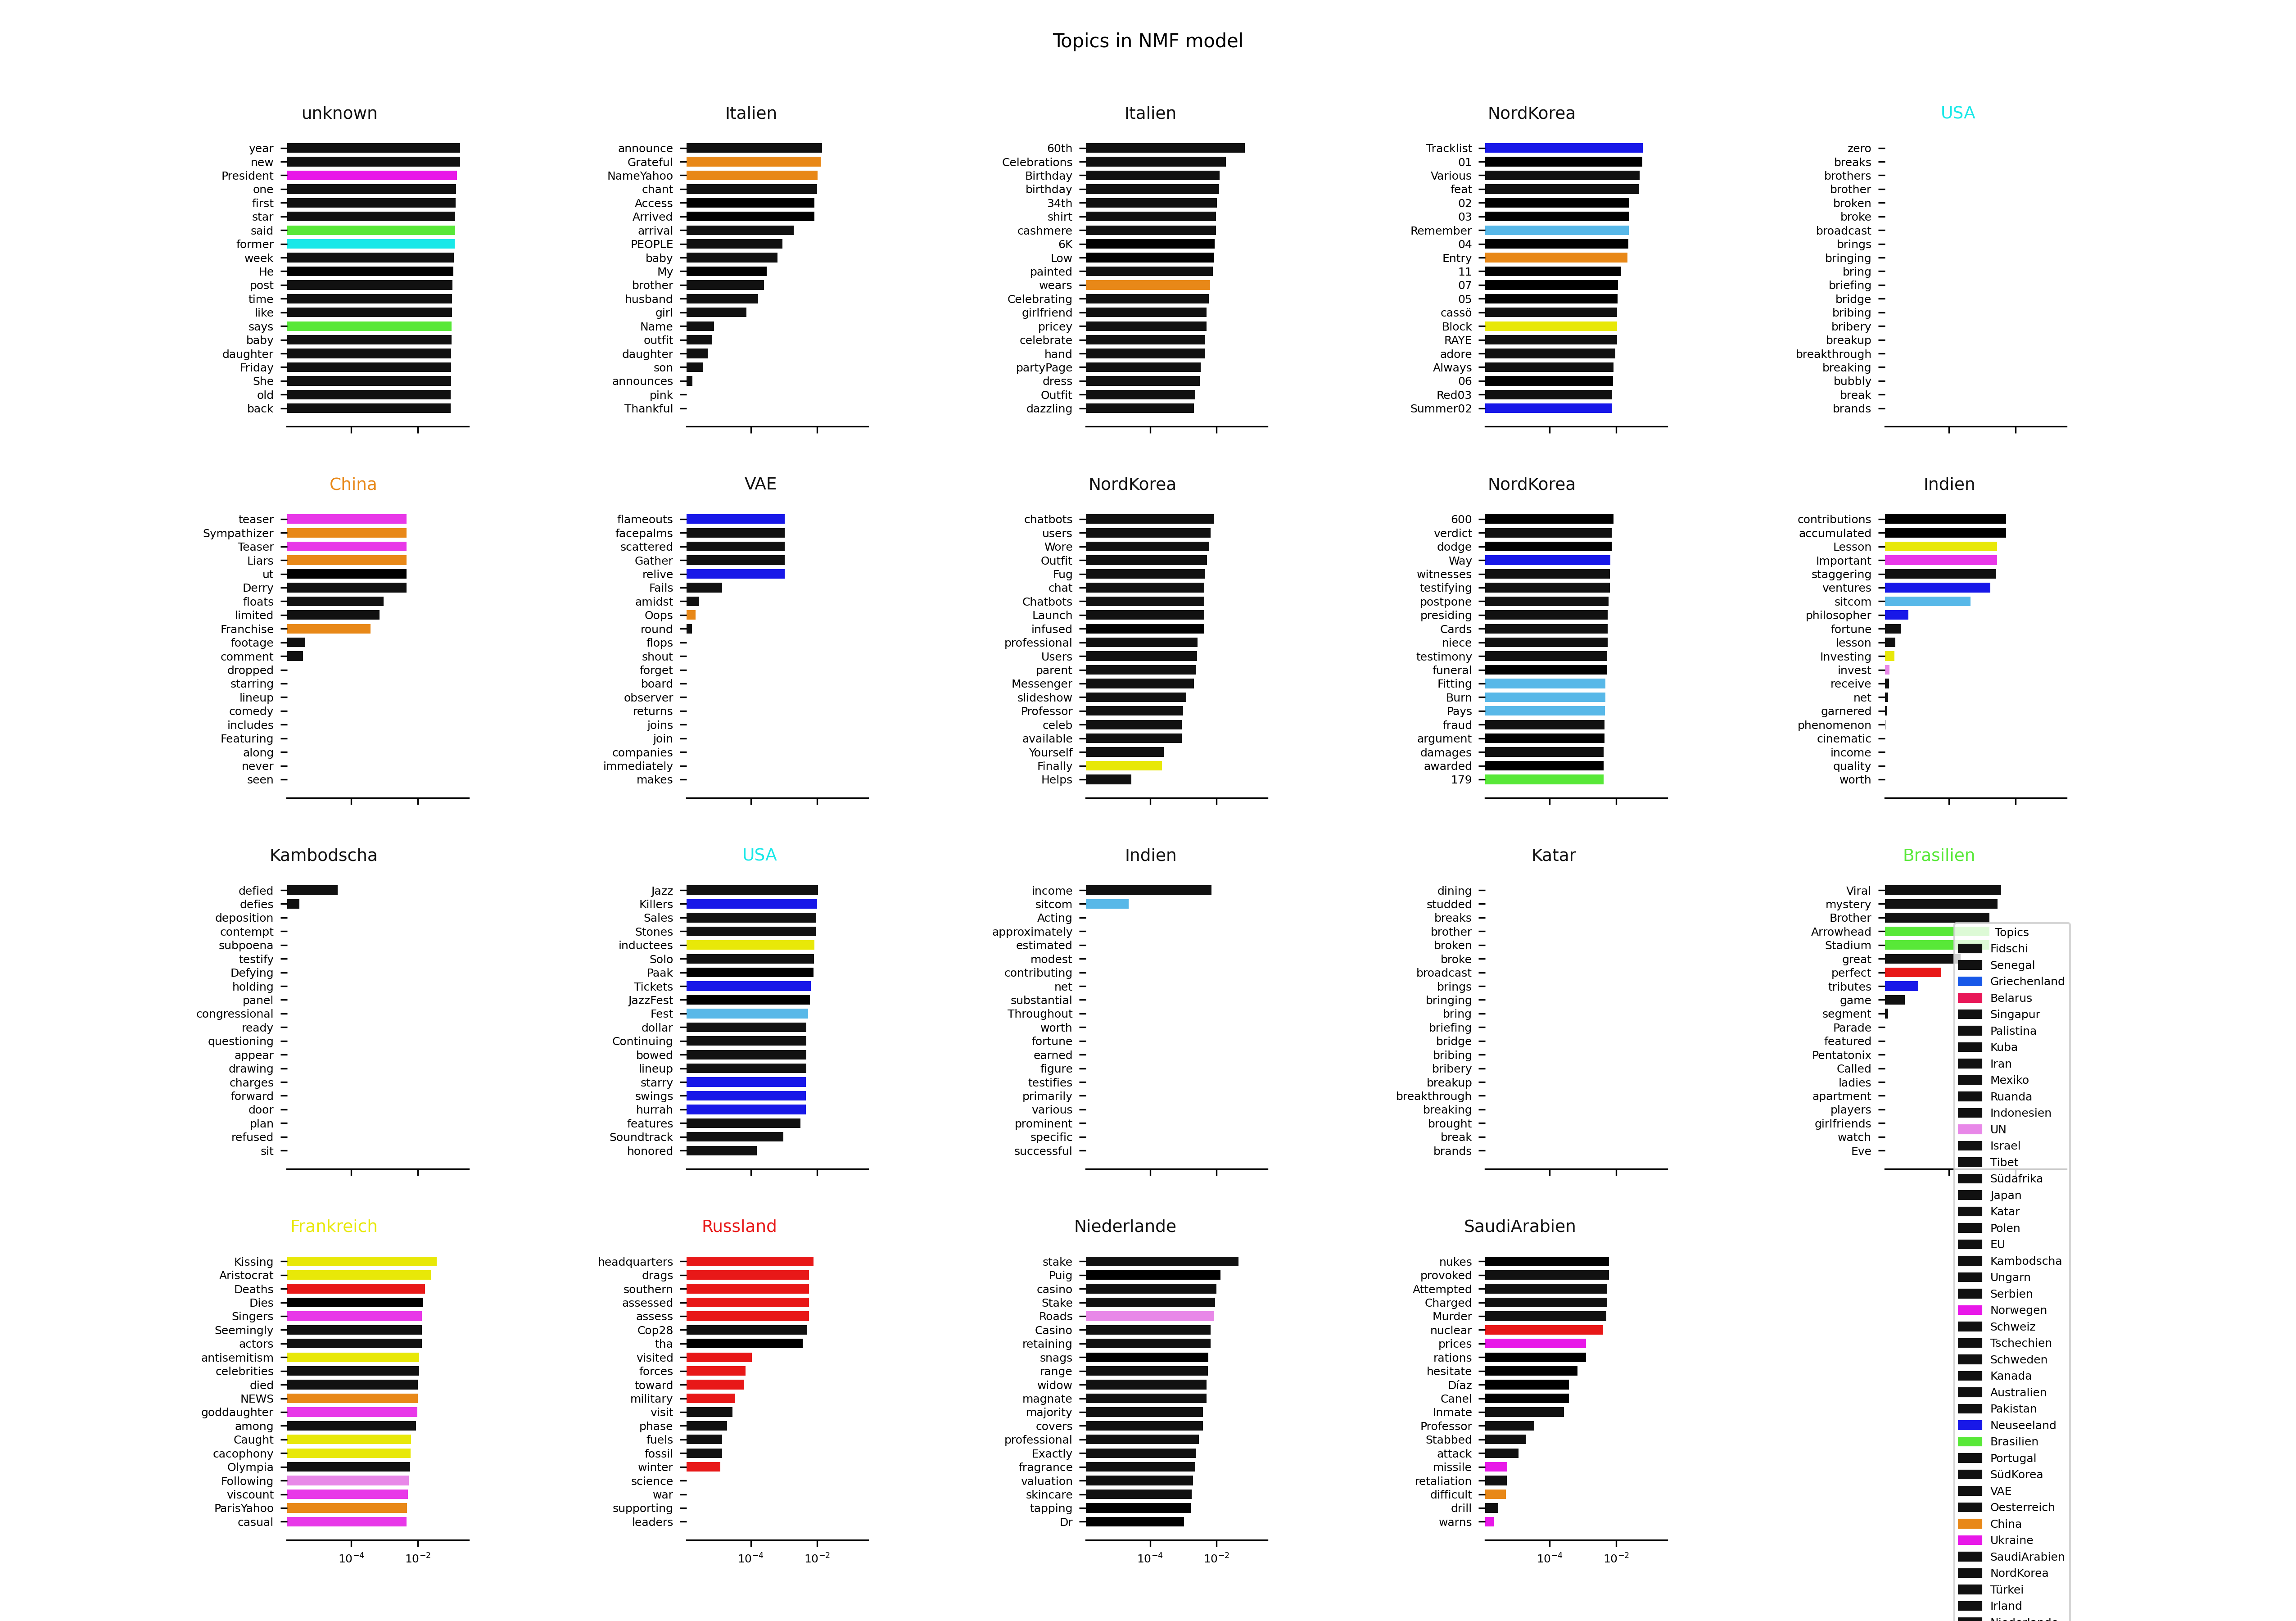 Topics in NMF model
unknown
year
new
President
one
first
star
said
former
week
He
post
time
like
says
baby
daughter
Friday
She
old
back
Italien
announce
Grateful
NameYahoo
chant
Access
Arrived
arrival
PEOPLE
baby
My
brother
husband
girl
Name
outfit
daughter
son
announces
pink
Thankful
Italien
60th
Celebrations
Birthday
birthday
34th
shirt
cashmere
6K
Low
painted
wears
Celebrating
girlfriend
pricey
celebrate
hand
partyPage
dress
Outfit
dazzling
NordKorea
Tracklist
01
Various
feat
02
03
Remember
04
Entry
11
07
05
cassö
Block
RAYE
adore
Always
06
Red03
Summer02
USA
zero
breaks
brothers
brother
broken
broke
broadcast
brings
bringing
bring
briefing
bridge
bribing
bribery
breakup
breakthrough
breaking
bubbly
break
brands
China
teaser
Sympathizer
Teaser
Liars
ut
Derry
floats
limited
Franchise
footage
comment
dropped
starring
lineup
comedy
includes
Featuring
along
never
seen
VAE
flameouts
facepalms
scattered
Gather
relive
Fails
amidst
Oops
round
flops
shout
forget
board
observer
returns
joins
join
companies
immediately
makes
NordKorea
chatbots
users
Wore
Outfit
Fug
chat
Chatbots
Launch
infused
professional
Users
parent
Messenger
slideshow
Professor
celeb
available
Yourself
Finally
Helps
NordKorea
600
verdict
dodge
Way
witnesses
testifying
postpone
presiding
Cards
niece
testimony
funeral
Fitting
Burn
Pays
fraud
argument
damages
awarded
179
Indien
contributions
accumulated
Lesson
Important
staggering
ventures
sitcom
philosopher
fortune
lesson
Investing
invest
receive
net
garnered
phenomenon
cinematic
income
quality
worth
Kambodscha
defied
defies
deposition
contempt
subpoena
testify
Defying
holding
panel
congressional
ready
questioning
appear
drawing
charges
forward
door
plan
refused
sit
USA
Jazz
Killers
Sales
Stones
inductees
Solo
Paak
Tickets
JazzFest
Fest
dollar
Continuing
bowed
lineup
starry
swings
hurrah
features
Soundtrack
honored
Indien
income
sitcom
Acting
approximately
estimated
modest
contributing
net
substantial
Throughout
worth
fortune
earned
figure
testifies
primarily
various
prominent
specific
successful
Katar
dining
studded
breaks
brother
broken
broke
broadcast
brings
bringing
bring
briefing
bridge
bribing
bribery
breakup
breakthrough
breaking
brought
break
brands
Brasilien
Viral
mystery
Brother
Arrowhead
Stadium
great
perfect
tributes
game
segment
Parade
featured
Pentatonix
Called
ladies
apartment
players
girlfriends
watch
Eve
Frankreich
Kissing
Aristocrat
Deaths
Dies
Singers
Seemingly
actors
antisemitism
celebrities
died
NEWS
goddaughter
among
Caught
cacophony
Olympia
Following
viscount
ParisYahoo
casual
10⁻⁴ 10⁻²
Russland
headquarters
drags
southern
assessed
assess
Cop28
tha
visited
forces
toward
military
visit
phase
fuels
fossil
winter
science
war
supporting
leaders
10⁻⁴ 10⁻²
Niederlande
stake
Puig
casino
Stake
Roads
Casino
retaining
snags
range
widow
magnate
majority
covers
professional
Exactly
fragrance
valuation
skincare
tapping
Dr
10⁻⁴ 10⁻²
SaudiArabien
nukes
provoked
Attempted
Charged
Murder
nuclear
prices
rations
hesitate
Díaz
Canel
Inmate
Professor
Stabbed
attack
missile
retaliation
difficult
drill
warns
10⁻⁴ 10⁻²
Topics
Fidschi
Senegal
Griechenland
Belarus
Singapur
Palistina
Kuba
Iran
Mexiko
Ruanda
Indonesien
UN
Israel
Tibet
Südafrika
Japan
Katar
Polen
EU
Kambodscha
Ungarn
Serbien
Norwegen
Schweiz
Tschechien
Schweden
Kanada
Australien
Pakistan
Neuseeland
Brasilien
Portugal
SüdKorea
VAE
Oesterreich
China
Ukraine
SaudiArabien
NordKorea
Türkei
Irland